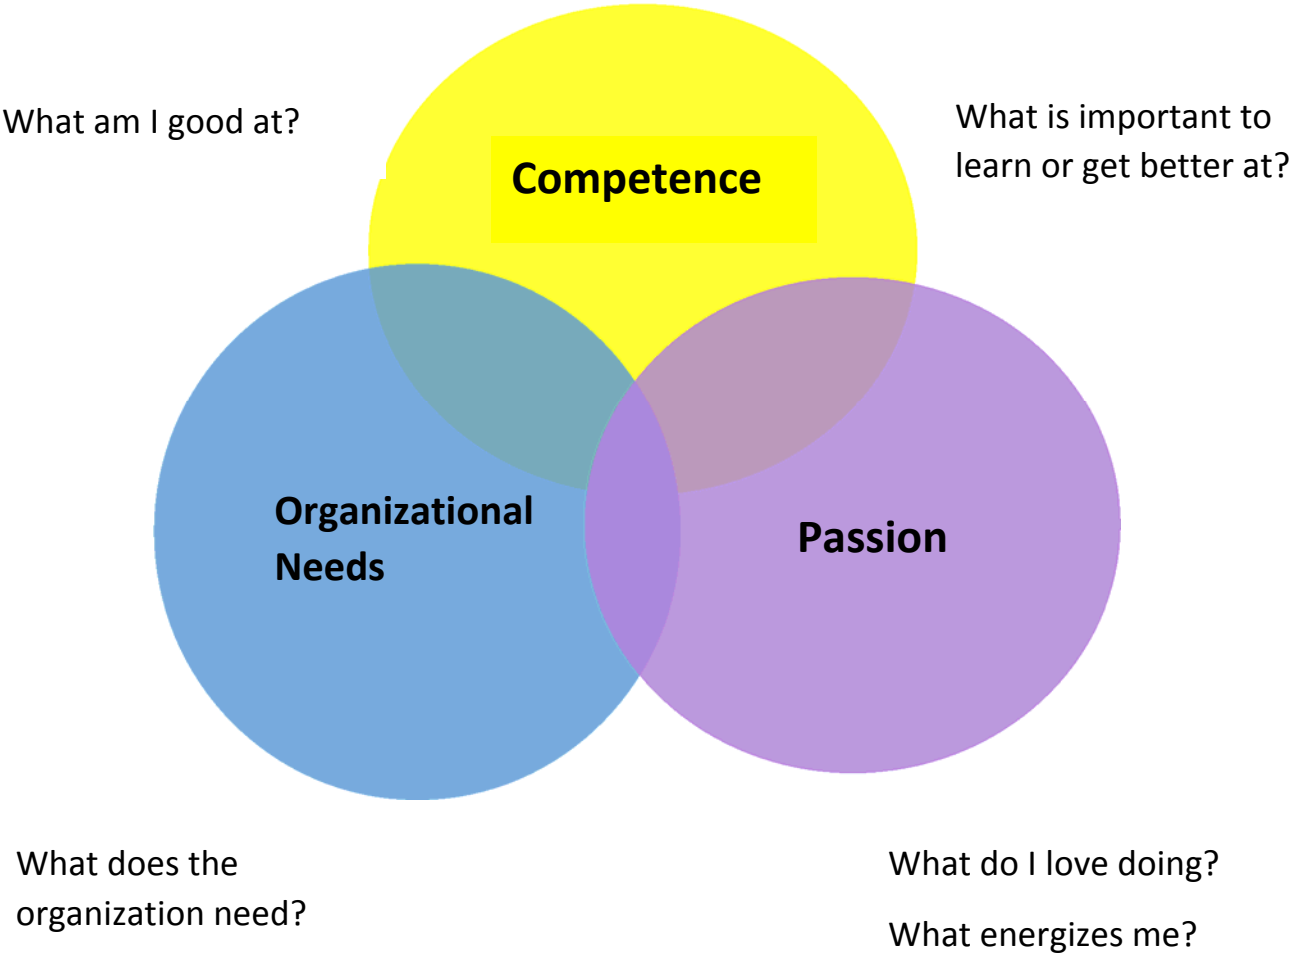 What am I good at?
What is important to
learn or get better at?
Competence
Organizational
Needs
Passion
What does the
organization need?
What do I love doing?
What energizes me?